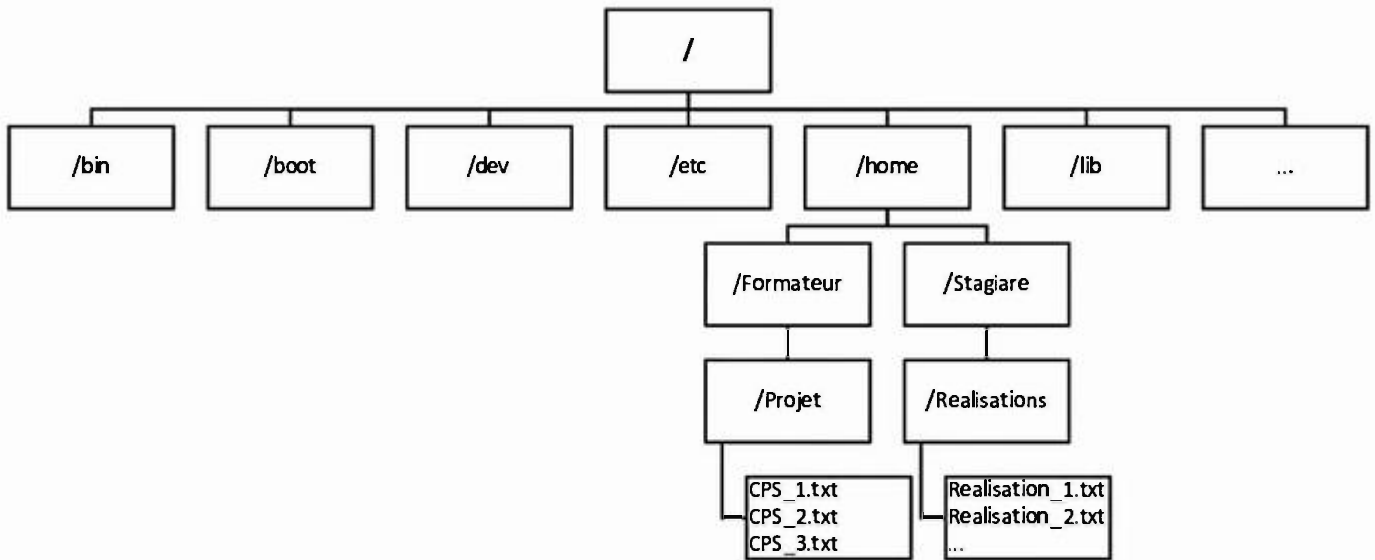 /
/bin
/boot
/dev
/etc
/home
/lib
...
/Formateur
/Stagiare
/Projet
/Realisations
CPS_1.txt
CPS_2.txt
CPS_3.txt
Realisation_1.txt
Realisation_2.txt
...